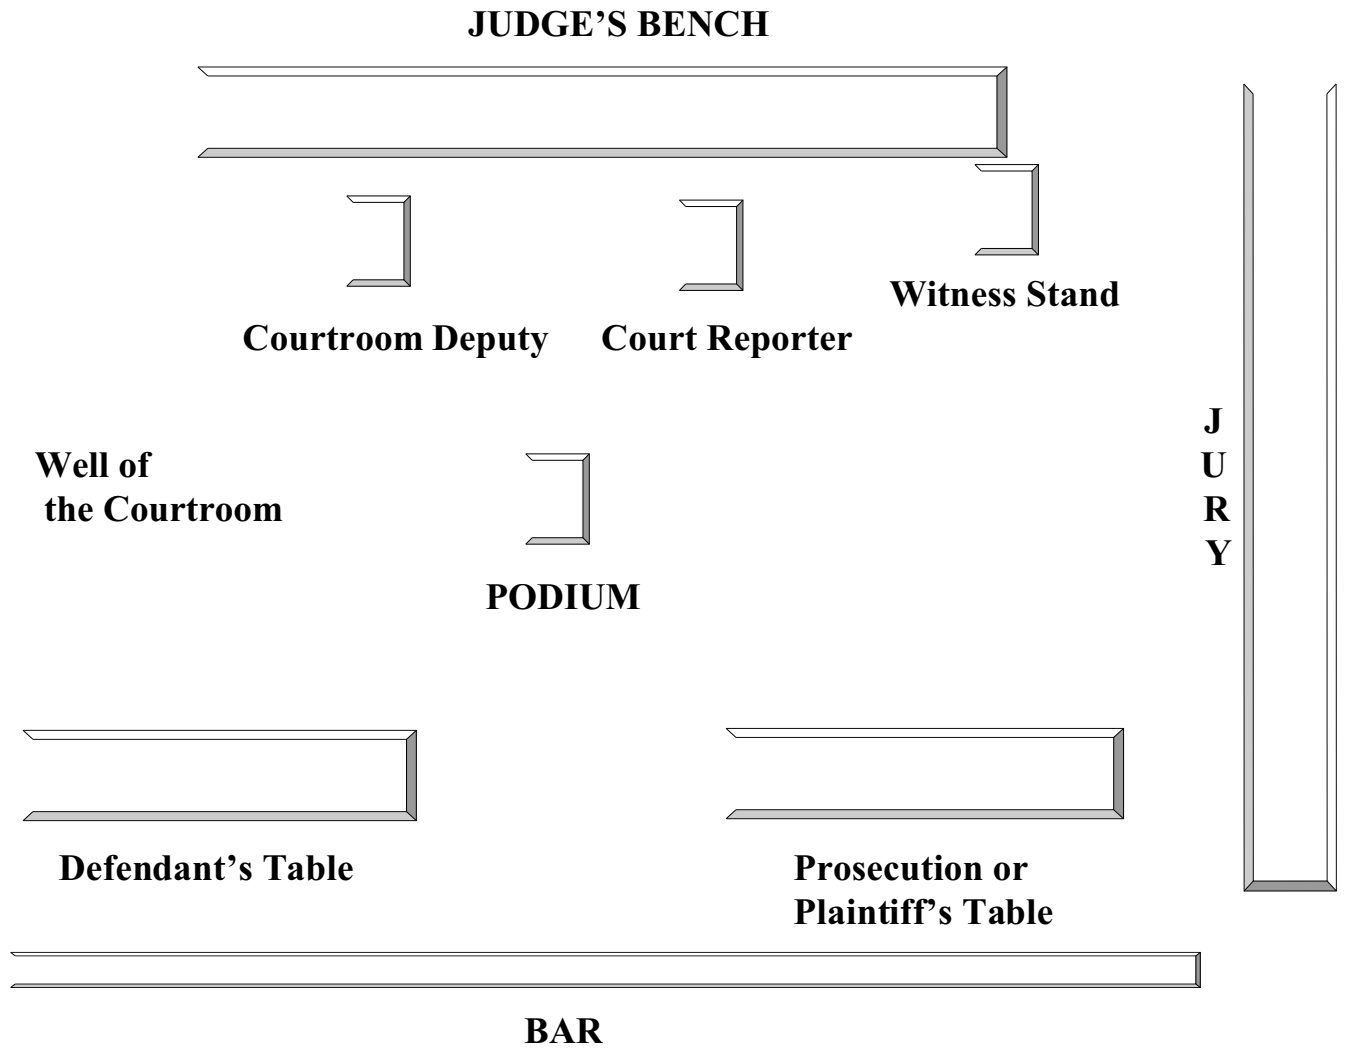 JUDGE’S BENCH
Witness Stand
Courtroom Deputy
Court Reporter
J
U
R
Y
Well of
the Courtroom
PODIUM
Defendant’s Table
Prosecution or
Plaintiff’s Table
BAR